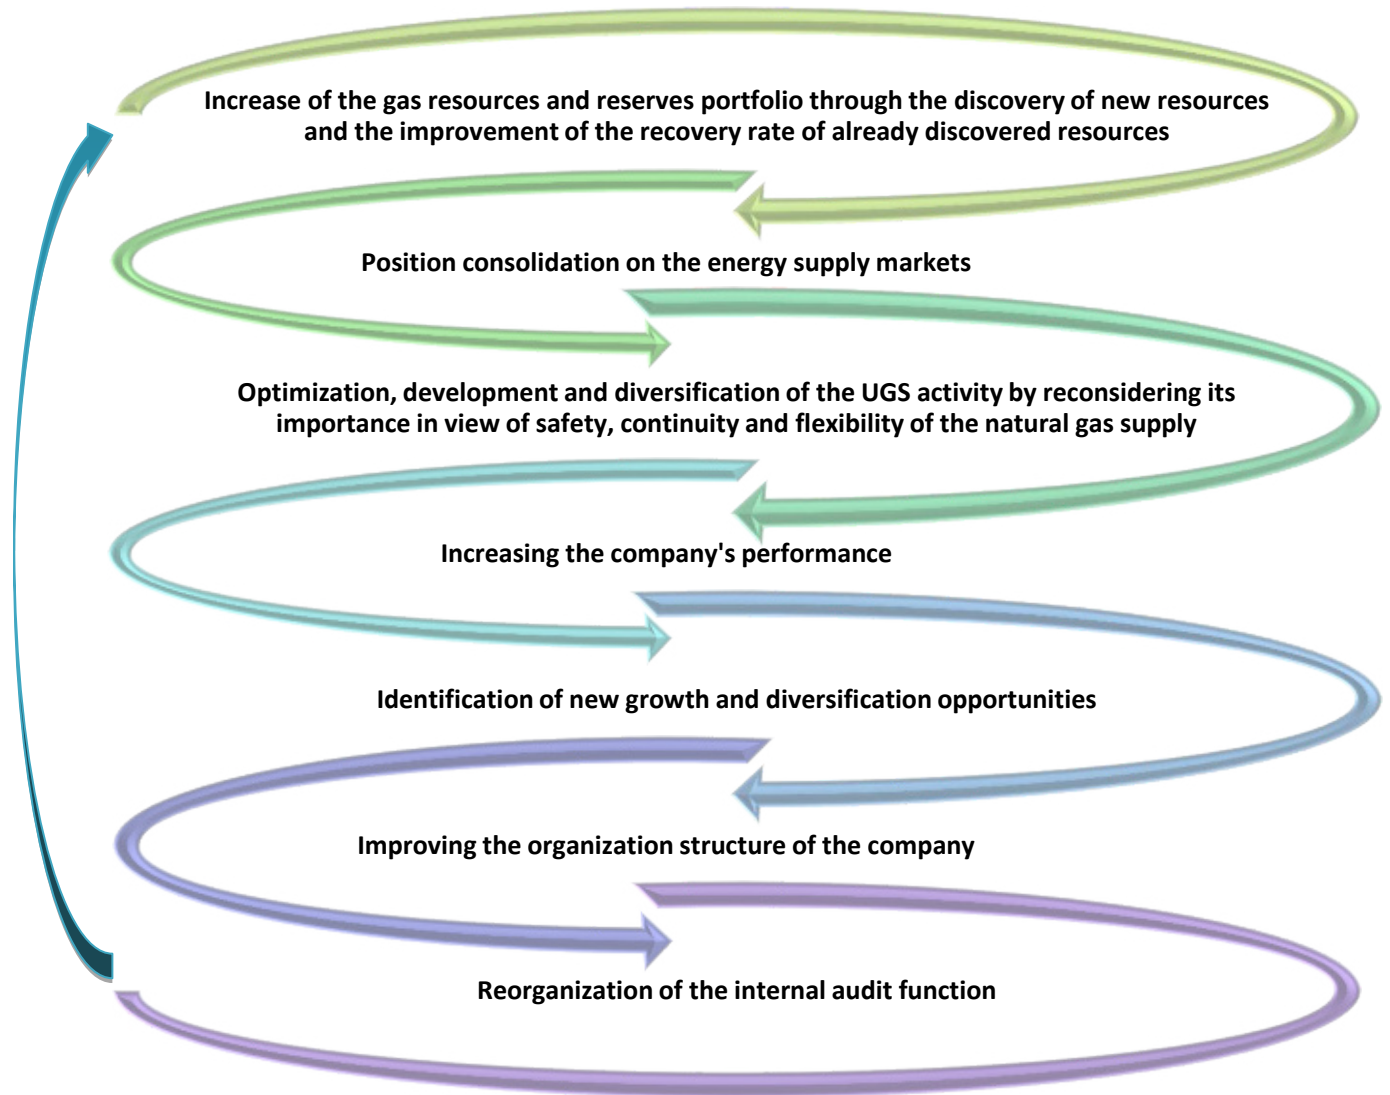 Increase of the gas resources and reserves portfolio through the discovery of new resources
and the improvement of the recovery rate of already discovered resources
Position consolidation on the energy supply markets
Optimization, development and diversification of the UGS activity by reconsidering its
importance in view of safety, continuity and flexibility of the natural gas supply
Increasing the company's performance
Identification of new growth and diversification opportunities
Improving the organization structure of the company
Reorganization of the internal audit function